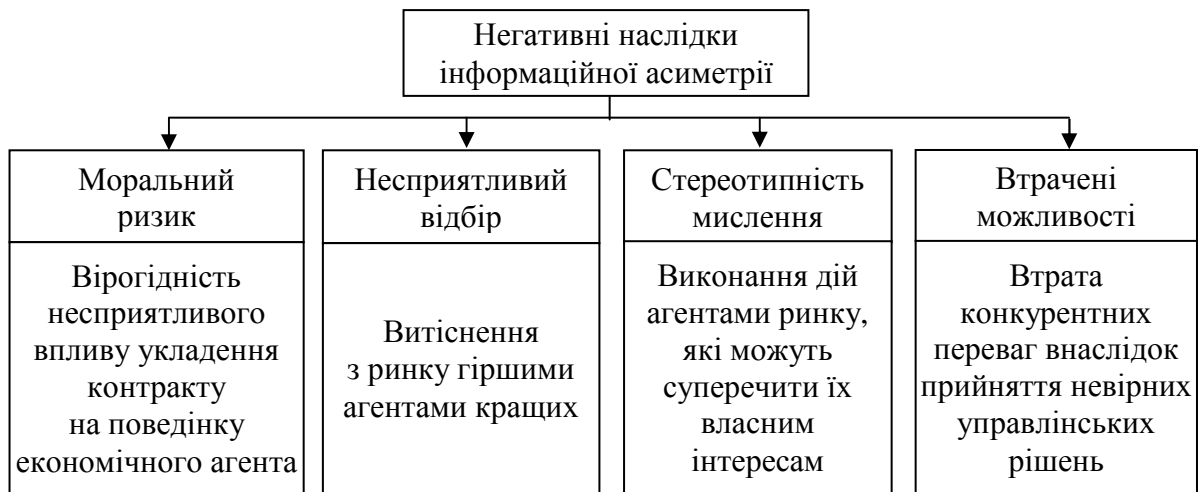 Негативні наслідки
інформаційної асиметрії
Моральний
ризик
Вірогідність
несприятливого
впливу укладення
контракту
на поведінку
економічного агента
Несприятливий
відбір
Витіснення
з ринку гіршими
агентами кращих
Стереотипність
мислення
Виконання дій
агентами ринку,
які можуть
суперечити їх
власним
інтересам
Втрачені
можливості
Втрата
конкурентних
переваг внаслідок
прийняття невірних
управлінських
рішень